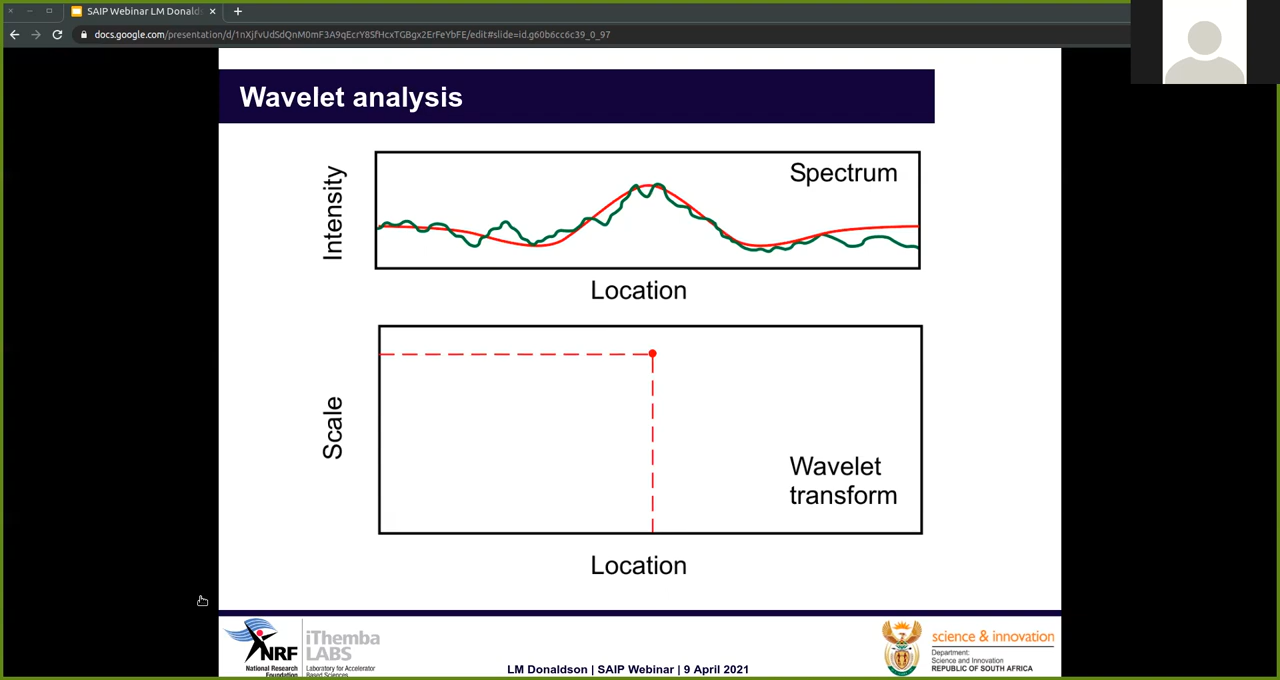 SAIP Webinar LM Donalds
docs.google.com/presentation/d/1nXjfvUdSdQnM0mF3A9qEcrY8SfHcxTGBgx2ErFeYbFE/edit#slide=id.g60b6cc6c39_0_97
Wavelet analysis
Intensity
Spectrum
Location
Scale
Wavelet
transform
Location
NRF
National Research
Foundation
iThemba
LABS
Laboratory for Accelerator
Based Sciences
LM Donaldson | SAIP Webinar | 9 April 2021
science & innovation
Department:
Science and Innovation
REPUBLIC OF SOUTH AFRICA